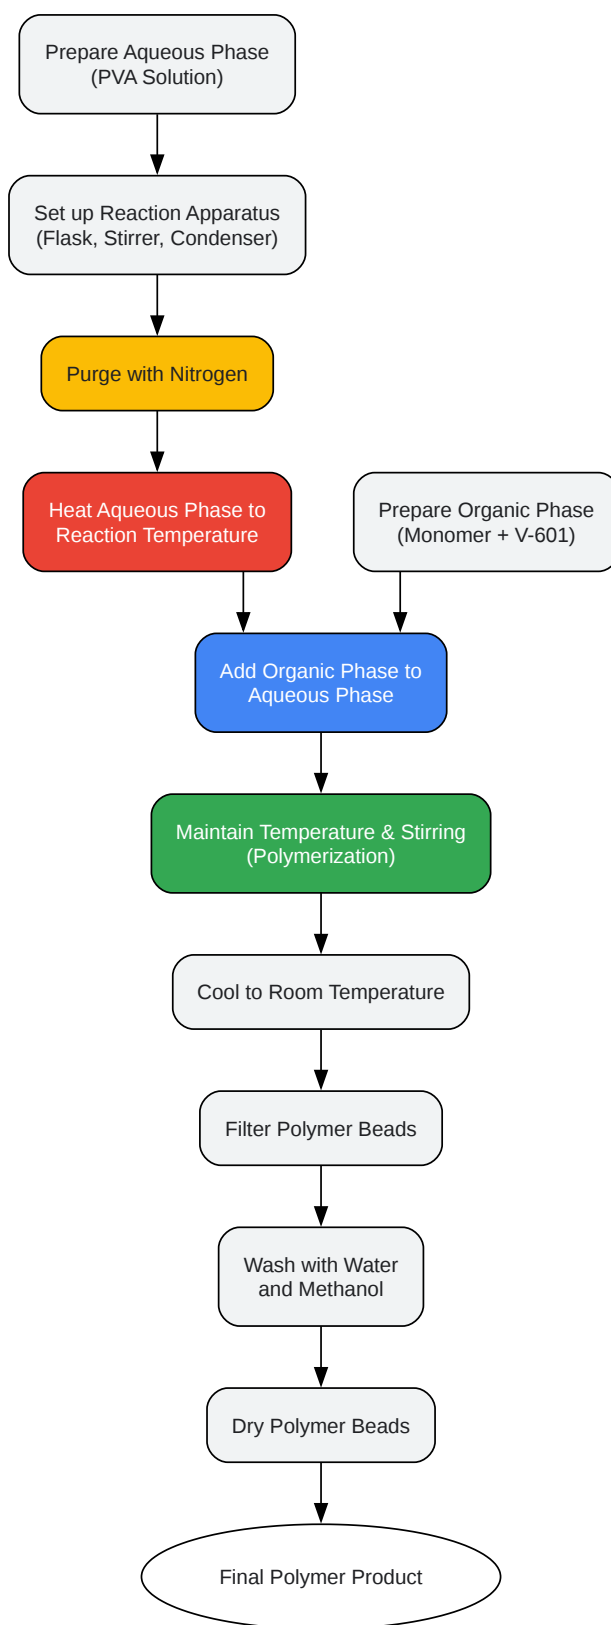 Prepare Aqueous Phase
(PVA Solution)
Set up Reaction Apparatus
(Flask, Stirrer, Condenser)
Purge with Nitrogen
Heat Aqueous Phase to
Reaction Temperature
Prepare Organic Phase
(Monomer + V-601)
Add Organic Phase to
Aqueous Phase
Maintain Temperature & Stirring
(Polymerization)
Cool to Room Temperature
Filter Polymer Beads
Wash with Water
and Methanol
Dry Polymer Beads
Final Polymer Product